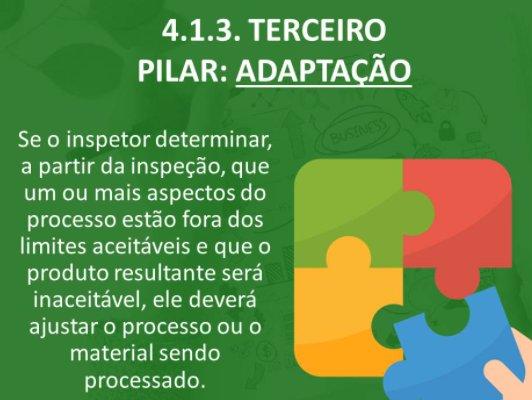 4.1.3. TERCEIRO
PILAR: ADAPTAÇÃO
Se o inspetor determinar,
a partir da inspeção, que
um ou mais aspectos do
processo estão fora dos
limites aceitáveis e que o
produto resultante será
inaceitável, ele deverá
ajustar o processo ou o
material sendo
processado.
BUSINESS